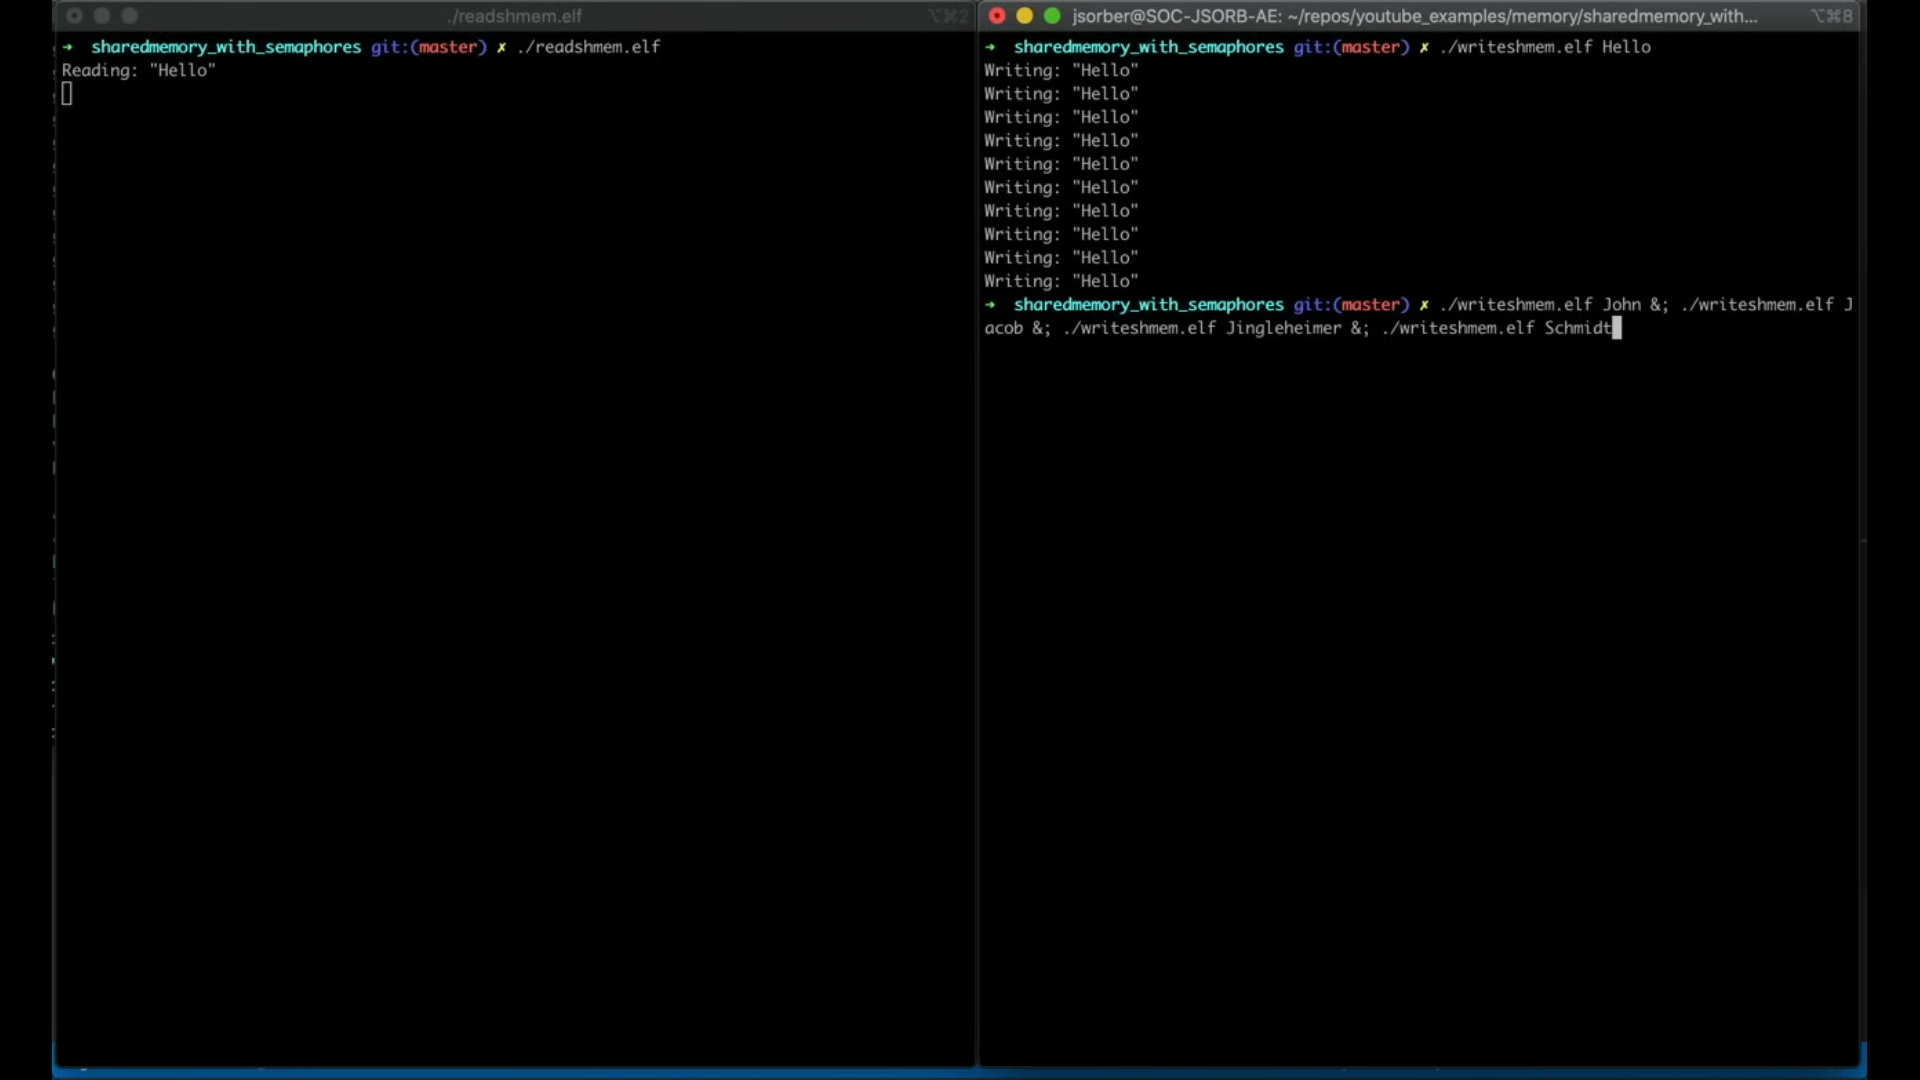 ./readshmem.elf
⌥⌘2
➜ sharedmemory_with_semaphores git:(master) ✗ ./readshmem.elf
Reading: "Hello"
jsorber@SOC-JSORB-AE: ~/repos/youtube_examples/memory/sharedmemory_with...
⌥⌘8
➜ sharedmemory_with_semaphores git:(master) ✗ ./writeshmem.elf Hello
Writing: "Hello"
Writing: "Hello"
Writing: "Hello"
Writing: "Hello"
Writing: "Hello"
Writing: "Hello"
Writing: "Hello"
Writing: "Hello"
Writing: "Hello"
Writing: "Hello"
➜ sharedmemory_with_semaphores git:(master) ✗ ./writeshmem.elf John &; ./writeshmem.elf J
acob &; ./writeshmem.elf Jingleheimer &; ./writeshmem.elf Schmidt